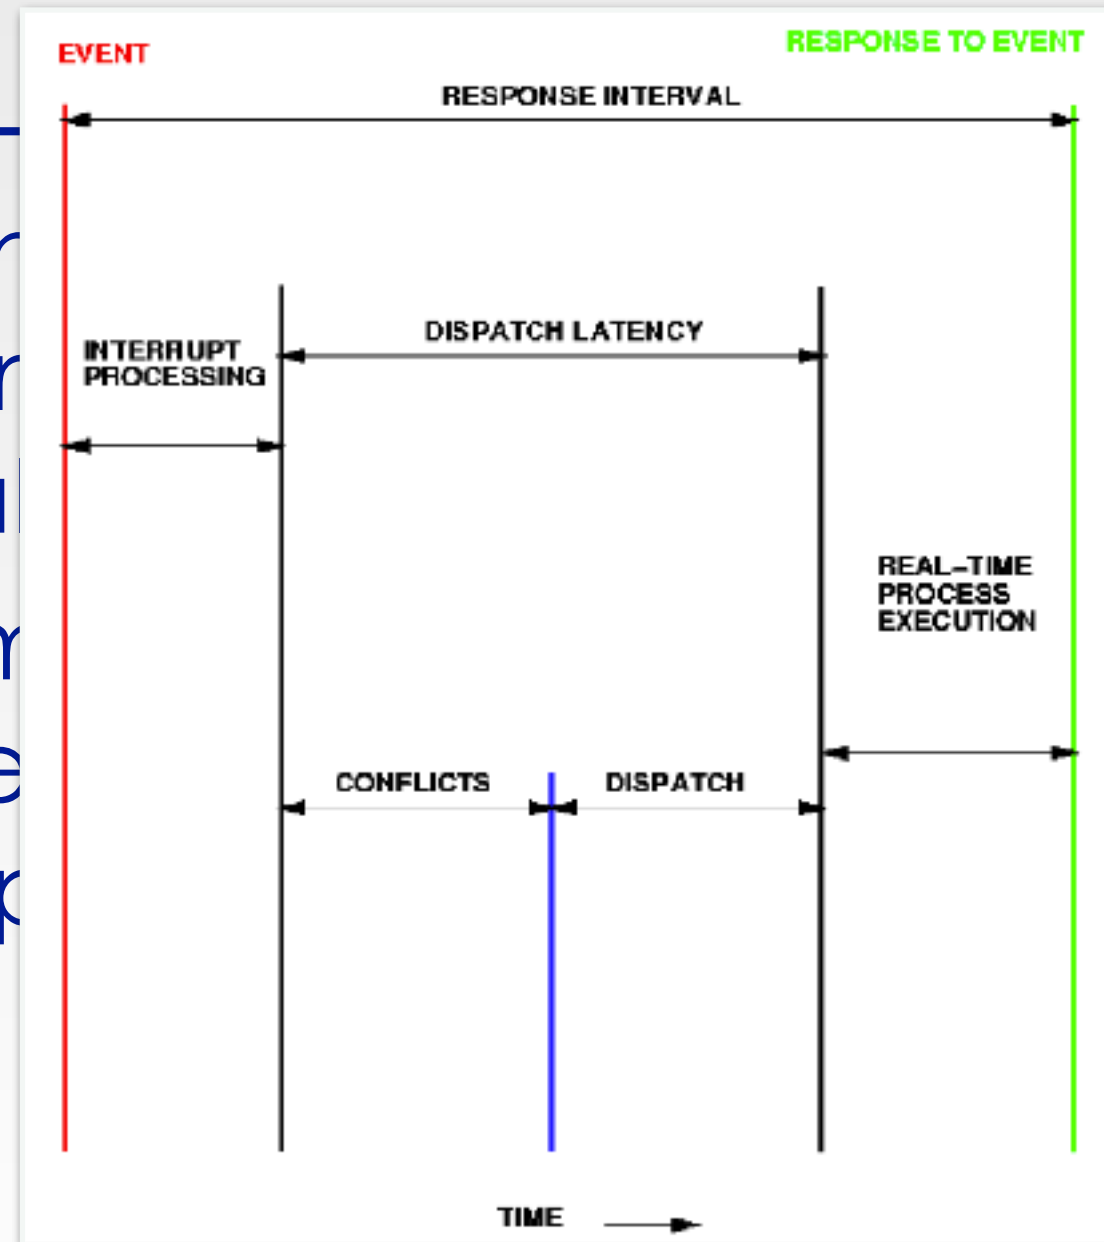 EVENT
RESPONSE TO EVENT
RESPONSE INTERVAL
DISPATCH LATENCY
INTERRUPT
PROCESSING
REAL-TIME
PROCESS
EXECUTION
CONFLICTS
DISPATCH
TIME